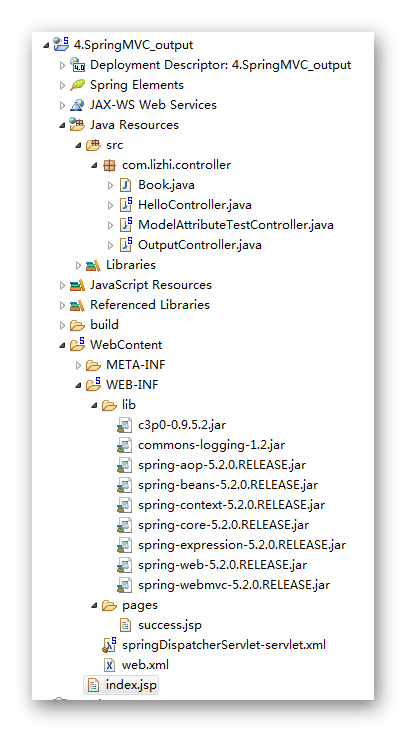 4.SpringMVC_output
Deployment Descriptor: 4.SpringMVC_output
Spring Elements
JAX-WS Web Services
Java Resources
src
com.lizhi.controller
Book.java
HelloController.java
ModelAttributeTestController.java
OutputController.java
Libraries
JavaScript Resources
Referenced Libraries
build
WebContent
META-INF
WEB-INF
lib
c3p0-0.9.5.2.jar
commons-logging-1.2.jar
spring-aop-5.2.0.RELEASE.jar
spring-beans-5.2.0.RELEASE.jar
spring-context-5.2.0.RELEASE.jar
spring-core-5.2.0.RELEASE.jar
spring-expression-5.2.0.RELEASE.jar
spring-web-5.2.0.RELEASE.jar
spring-webmvc-5.2.0.RELEASE.jar
pages
success.jsp
springDispatcherServlet-servlet.xml
web.xml
index.jsp